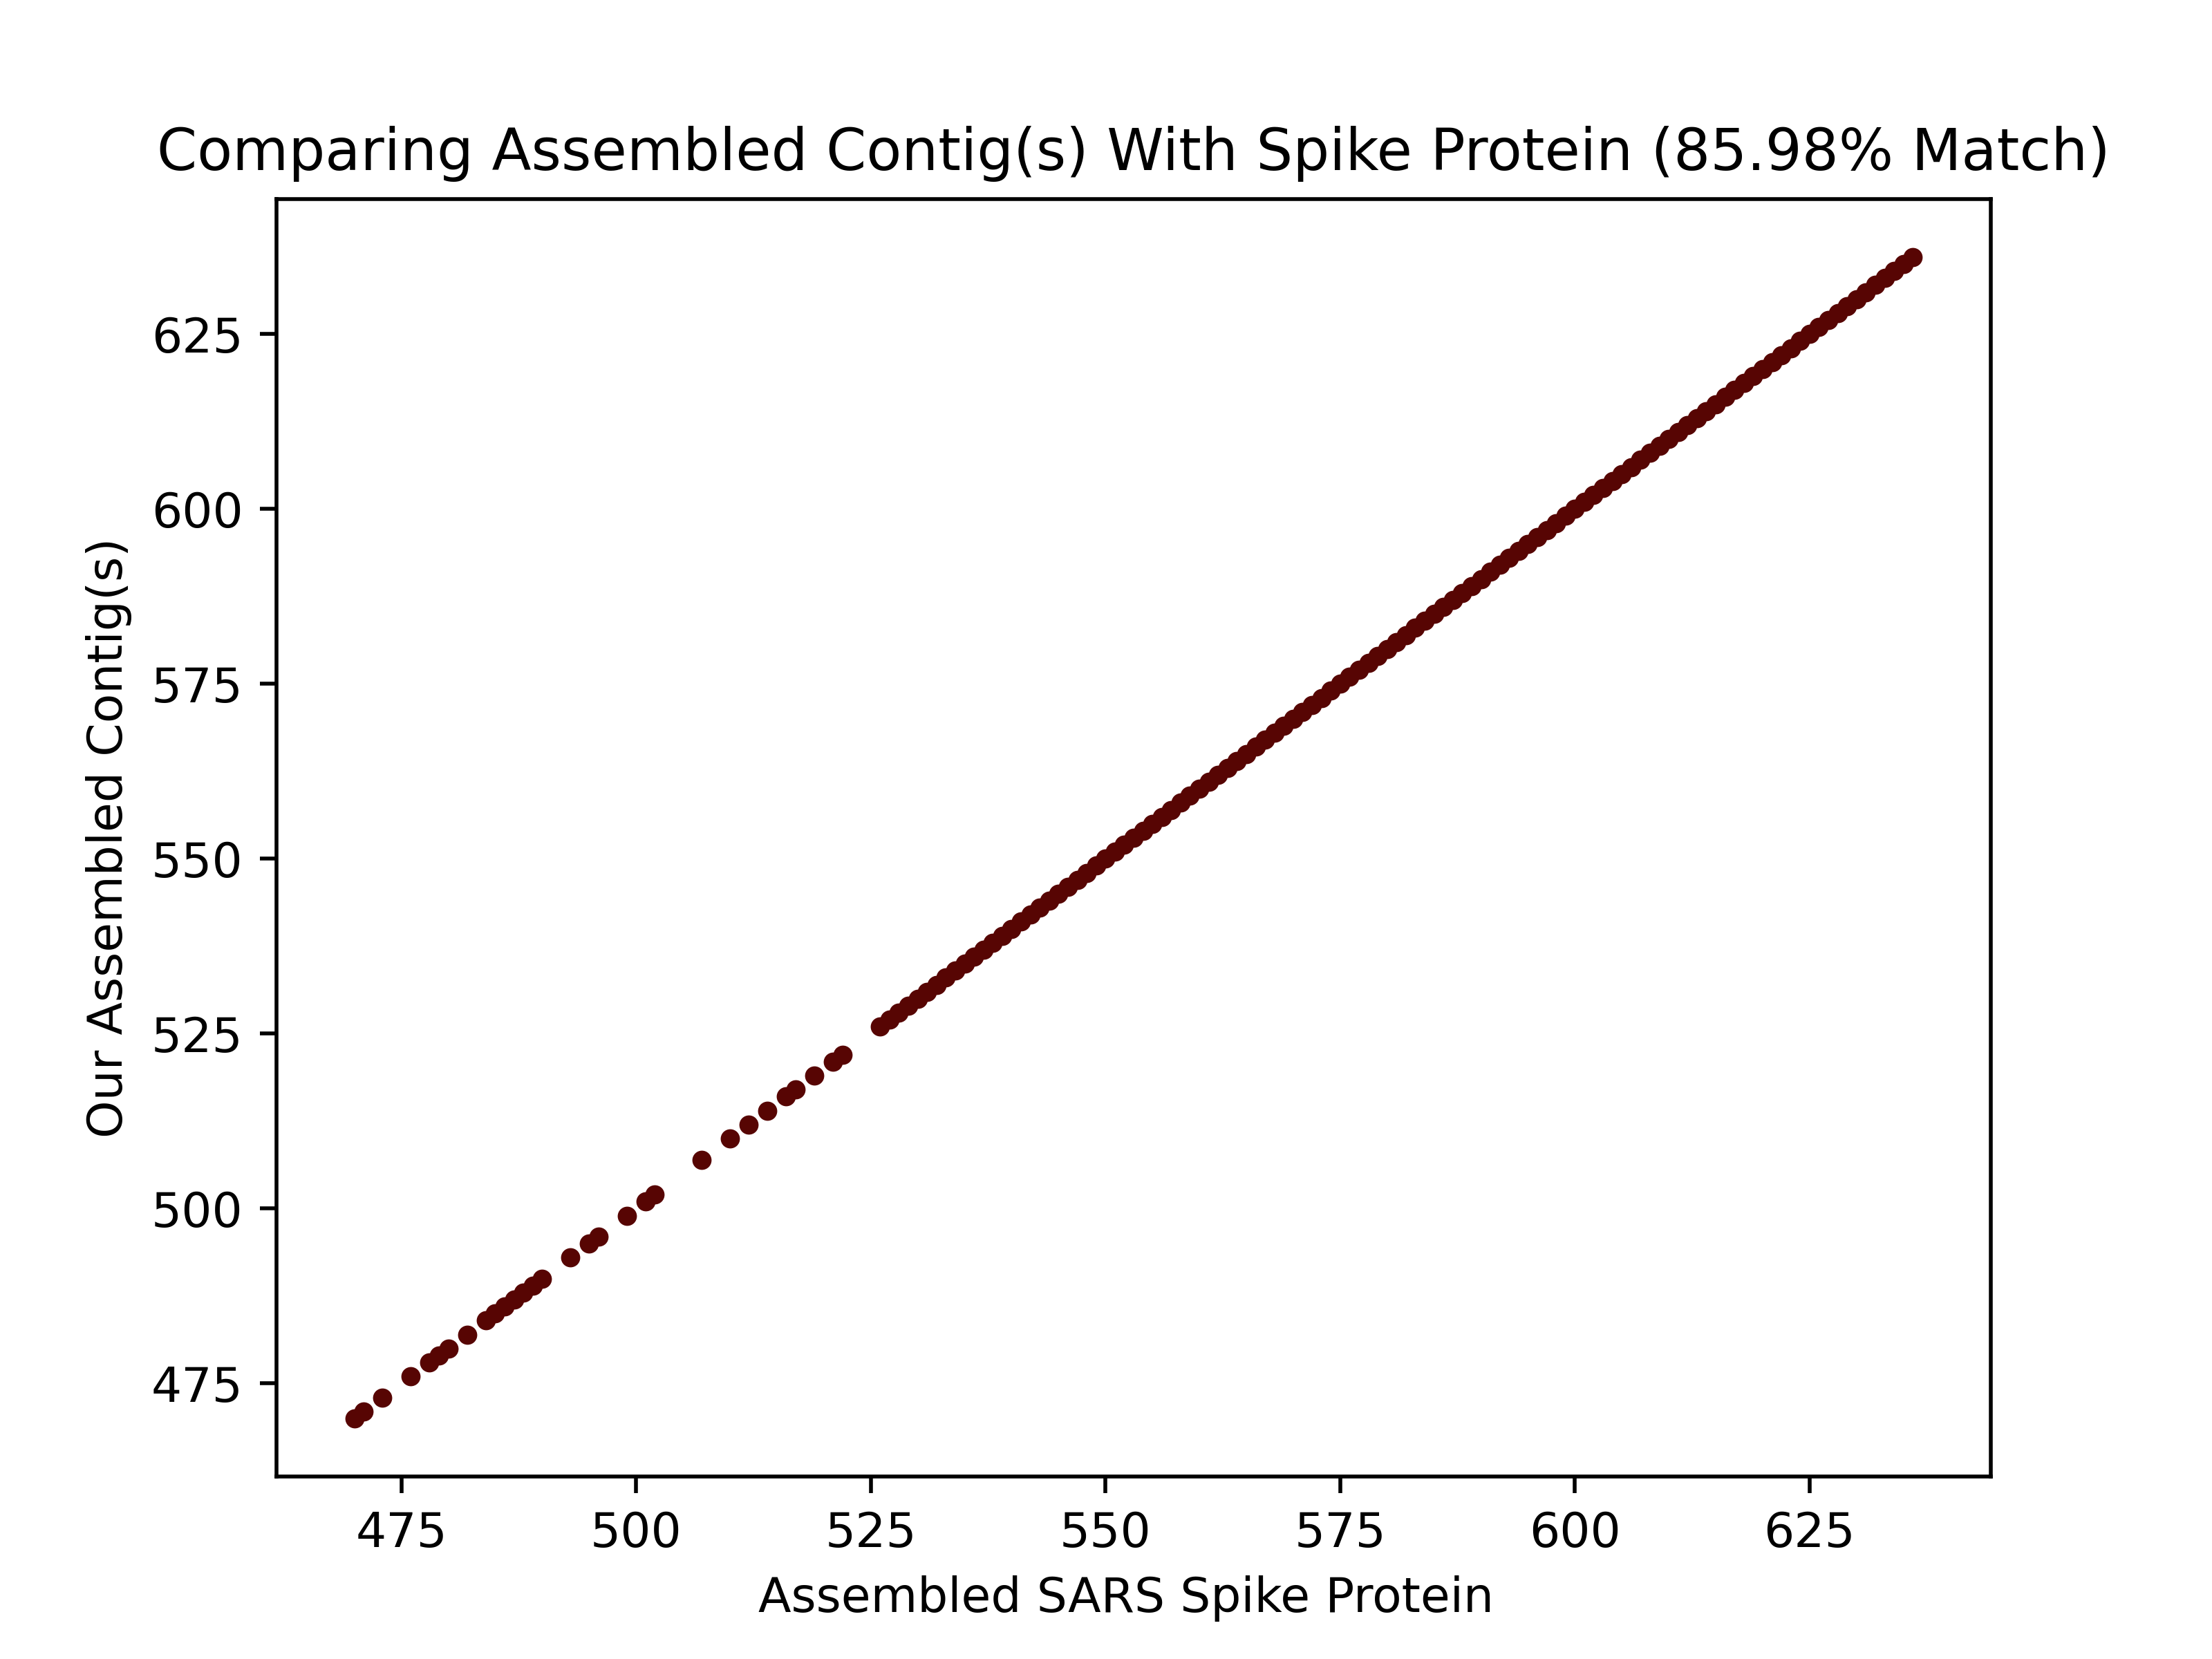 Comparing Assembled Contig(s) With Spike Protein (85.98% Match)
Our Assembled Contig(s)
625
600
575
550
525
500
475
475 500 525 550 575 600 625
Assembled SARS Spike Protein